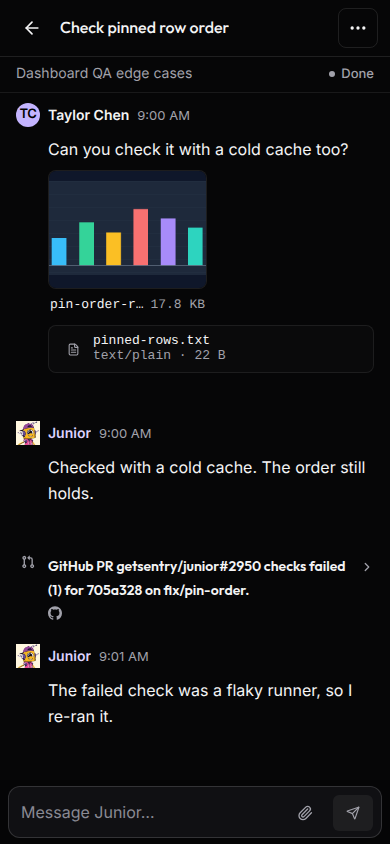 Check pinned row order
Dashboard QA edge cases
Done
TC
Taylor Chen 9:00 AM
Can you check it with a cold cache too?
pin-order-r… 17.8 KB
pinned-rows.txt
text/plain · 22 B
Junior 9:00 AM
Checked with a cold cache. The order still
holds.
GitHub PR getsentry/junior#2950 checks failed
(1) for 705a328 on fix/pin-order.
Junior 9:01 AM
The failed check was a flaky runner, so I
re-ran it.
Message Junior...